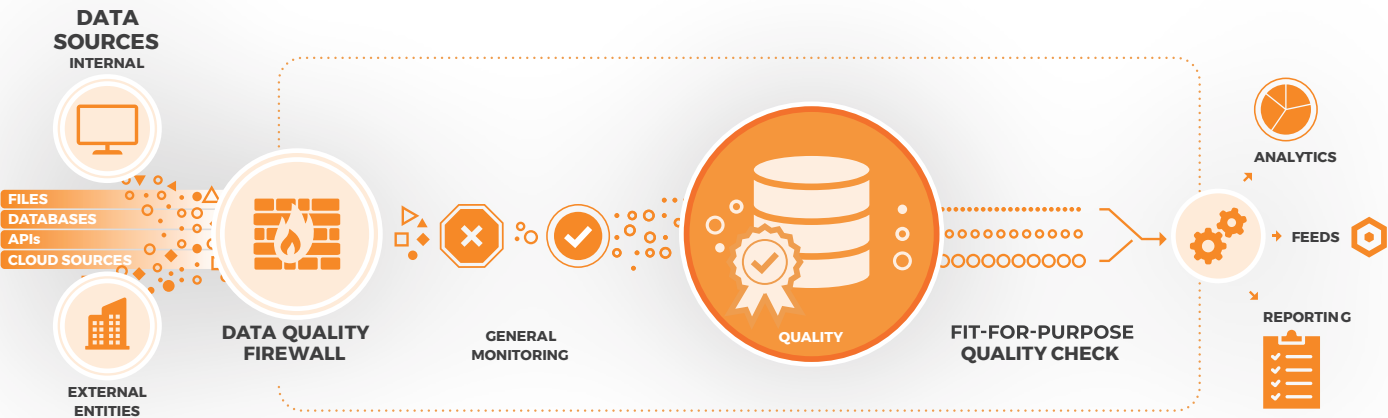 DATA
SOURCES
INTERNAL
FILES
DATABASES
APIs
CLOUD SOURCES
EXTERNAL
ENTITIES
DATA QUALITY
FIREWALL
GENERAL
MONITORING
QUALITY
FIT-FOR-PURPOSE
QUALITY CHECK
ANALYTICS
FEEDS
REPORTING